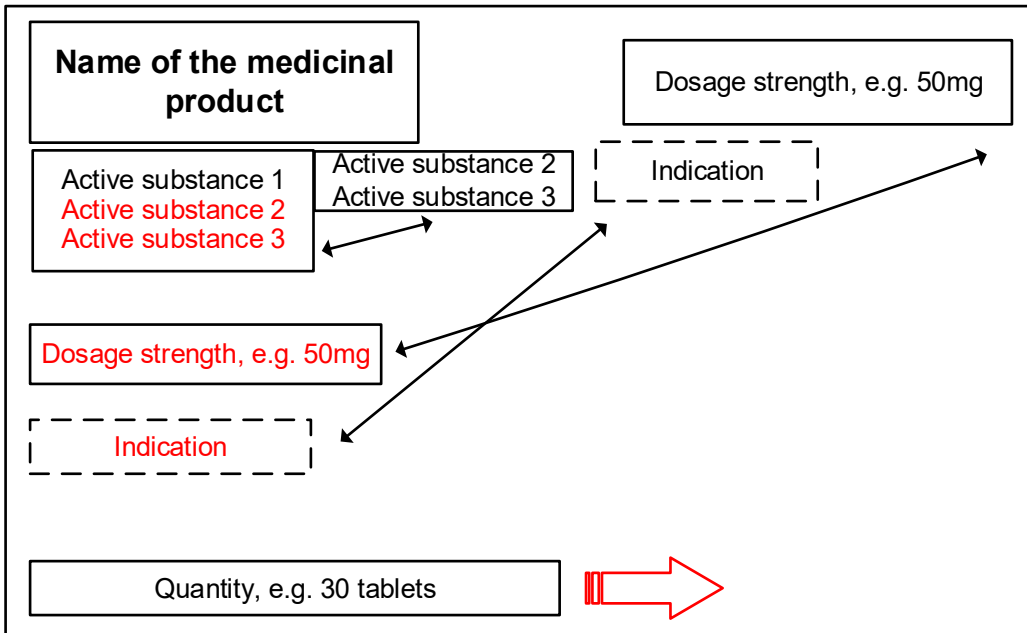 Name of the medicinal
product
Dosage strength, e.g. 50mg
Active substance 1
Active substance 2
Active substance 3
Active substance 2
Active substance 3
Indication
Dosage strength, e.g. 50mg
Indication
Quantity, e.g. 30 tablets